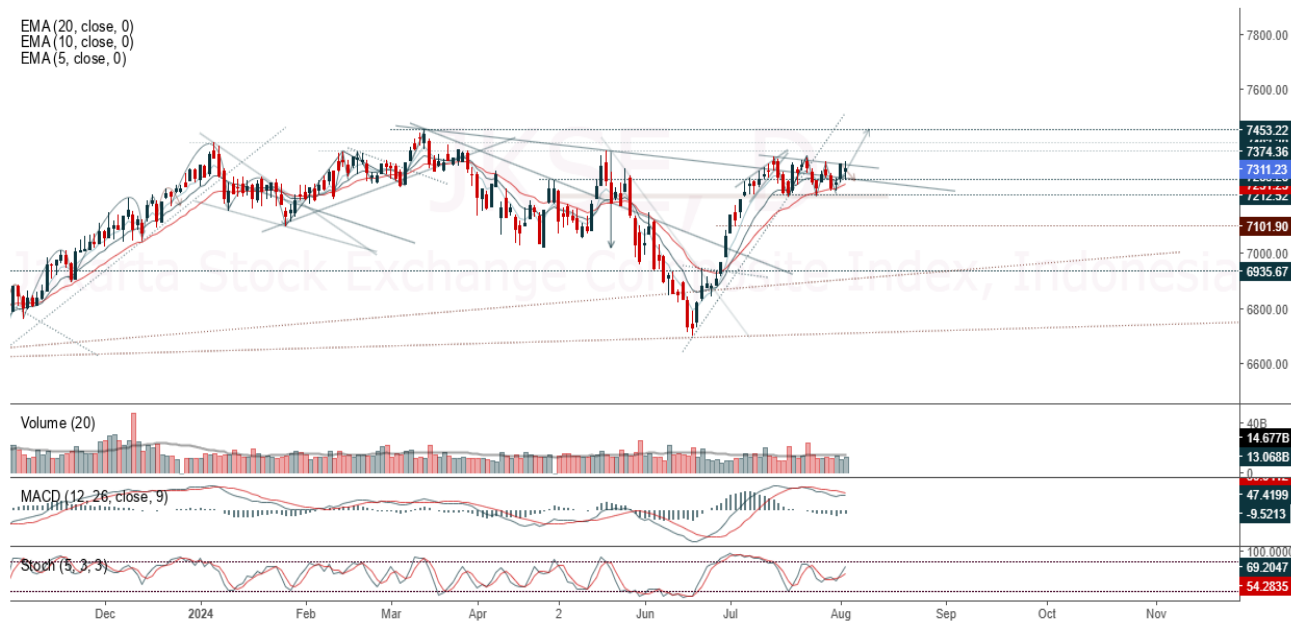 EMA (20, close, 0)
EMA (10, close, 0)
EMA (5, close, 0)
JKSE, D
Jakarta Stock Exchange Composite Index, Indonesia
7800.00
7600.00
7453.22
7374.36
7311.23
7212.32
7101.90
7000.00
6935.67
6800.00
6600.00
Volume (20)
40B
14.677B
13.068B
0
MACD (12, 26, close, 9)
47.4199
-9.5213
Stoch (5, 3, 3)
100.0000
69.2047
54.2835
Dec
2024
Feb
Mar
Apr
2
Jun
Jul
Aug
Sep
Oct
Nov